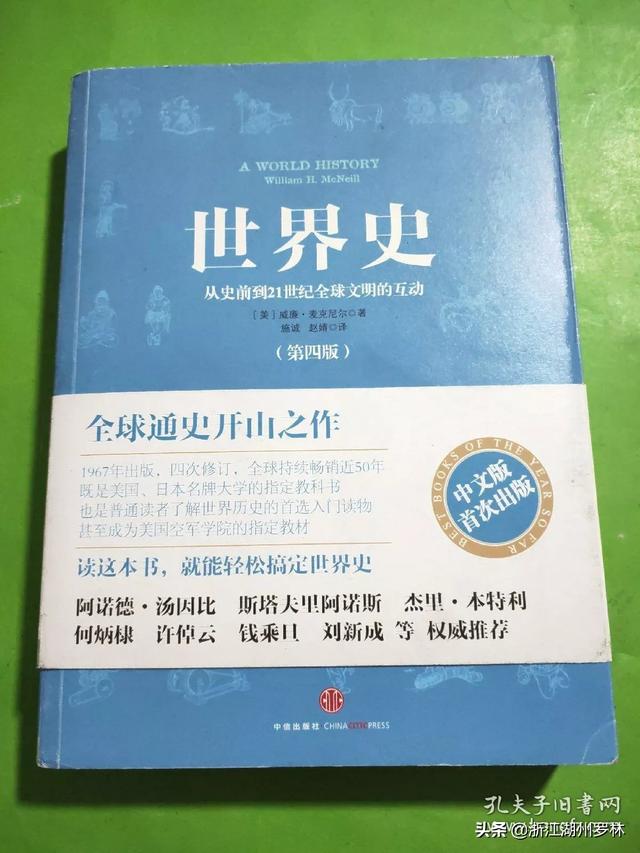 A WORLD HISTORY
William H. McNeill
世界史
从史前到21世纪全球文明的互动
［美］威廉·麦克尼尔◎著
施诚 赵婧◎译
（第四版）
全球通史开山之作
1967年出版，四次修订，全球持续畅销近50年
既是美国、日本名牌大学的指定教科书
也是普通读者了解世界历史的首选入门读物
甚至成为美国空军学院的指定教材
读这本书，就能轻松搞定世界史
阿诺德·汤因比 斯塔夫里阿诺斯 杰里·本特利
何炳棣 许倬云 钱乘旦 刘新成 等 权威推荐
BEST BOOKS OF THE YEAR SO FAR
中文版
首次出版
中信出版社 CHINA CITIC PRESS
孔夫子旧书网
头条 @浙江湖州罗林